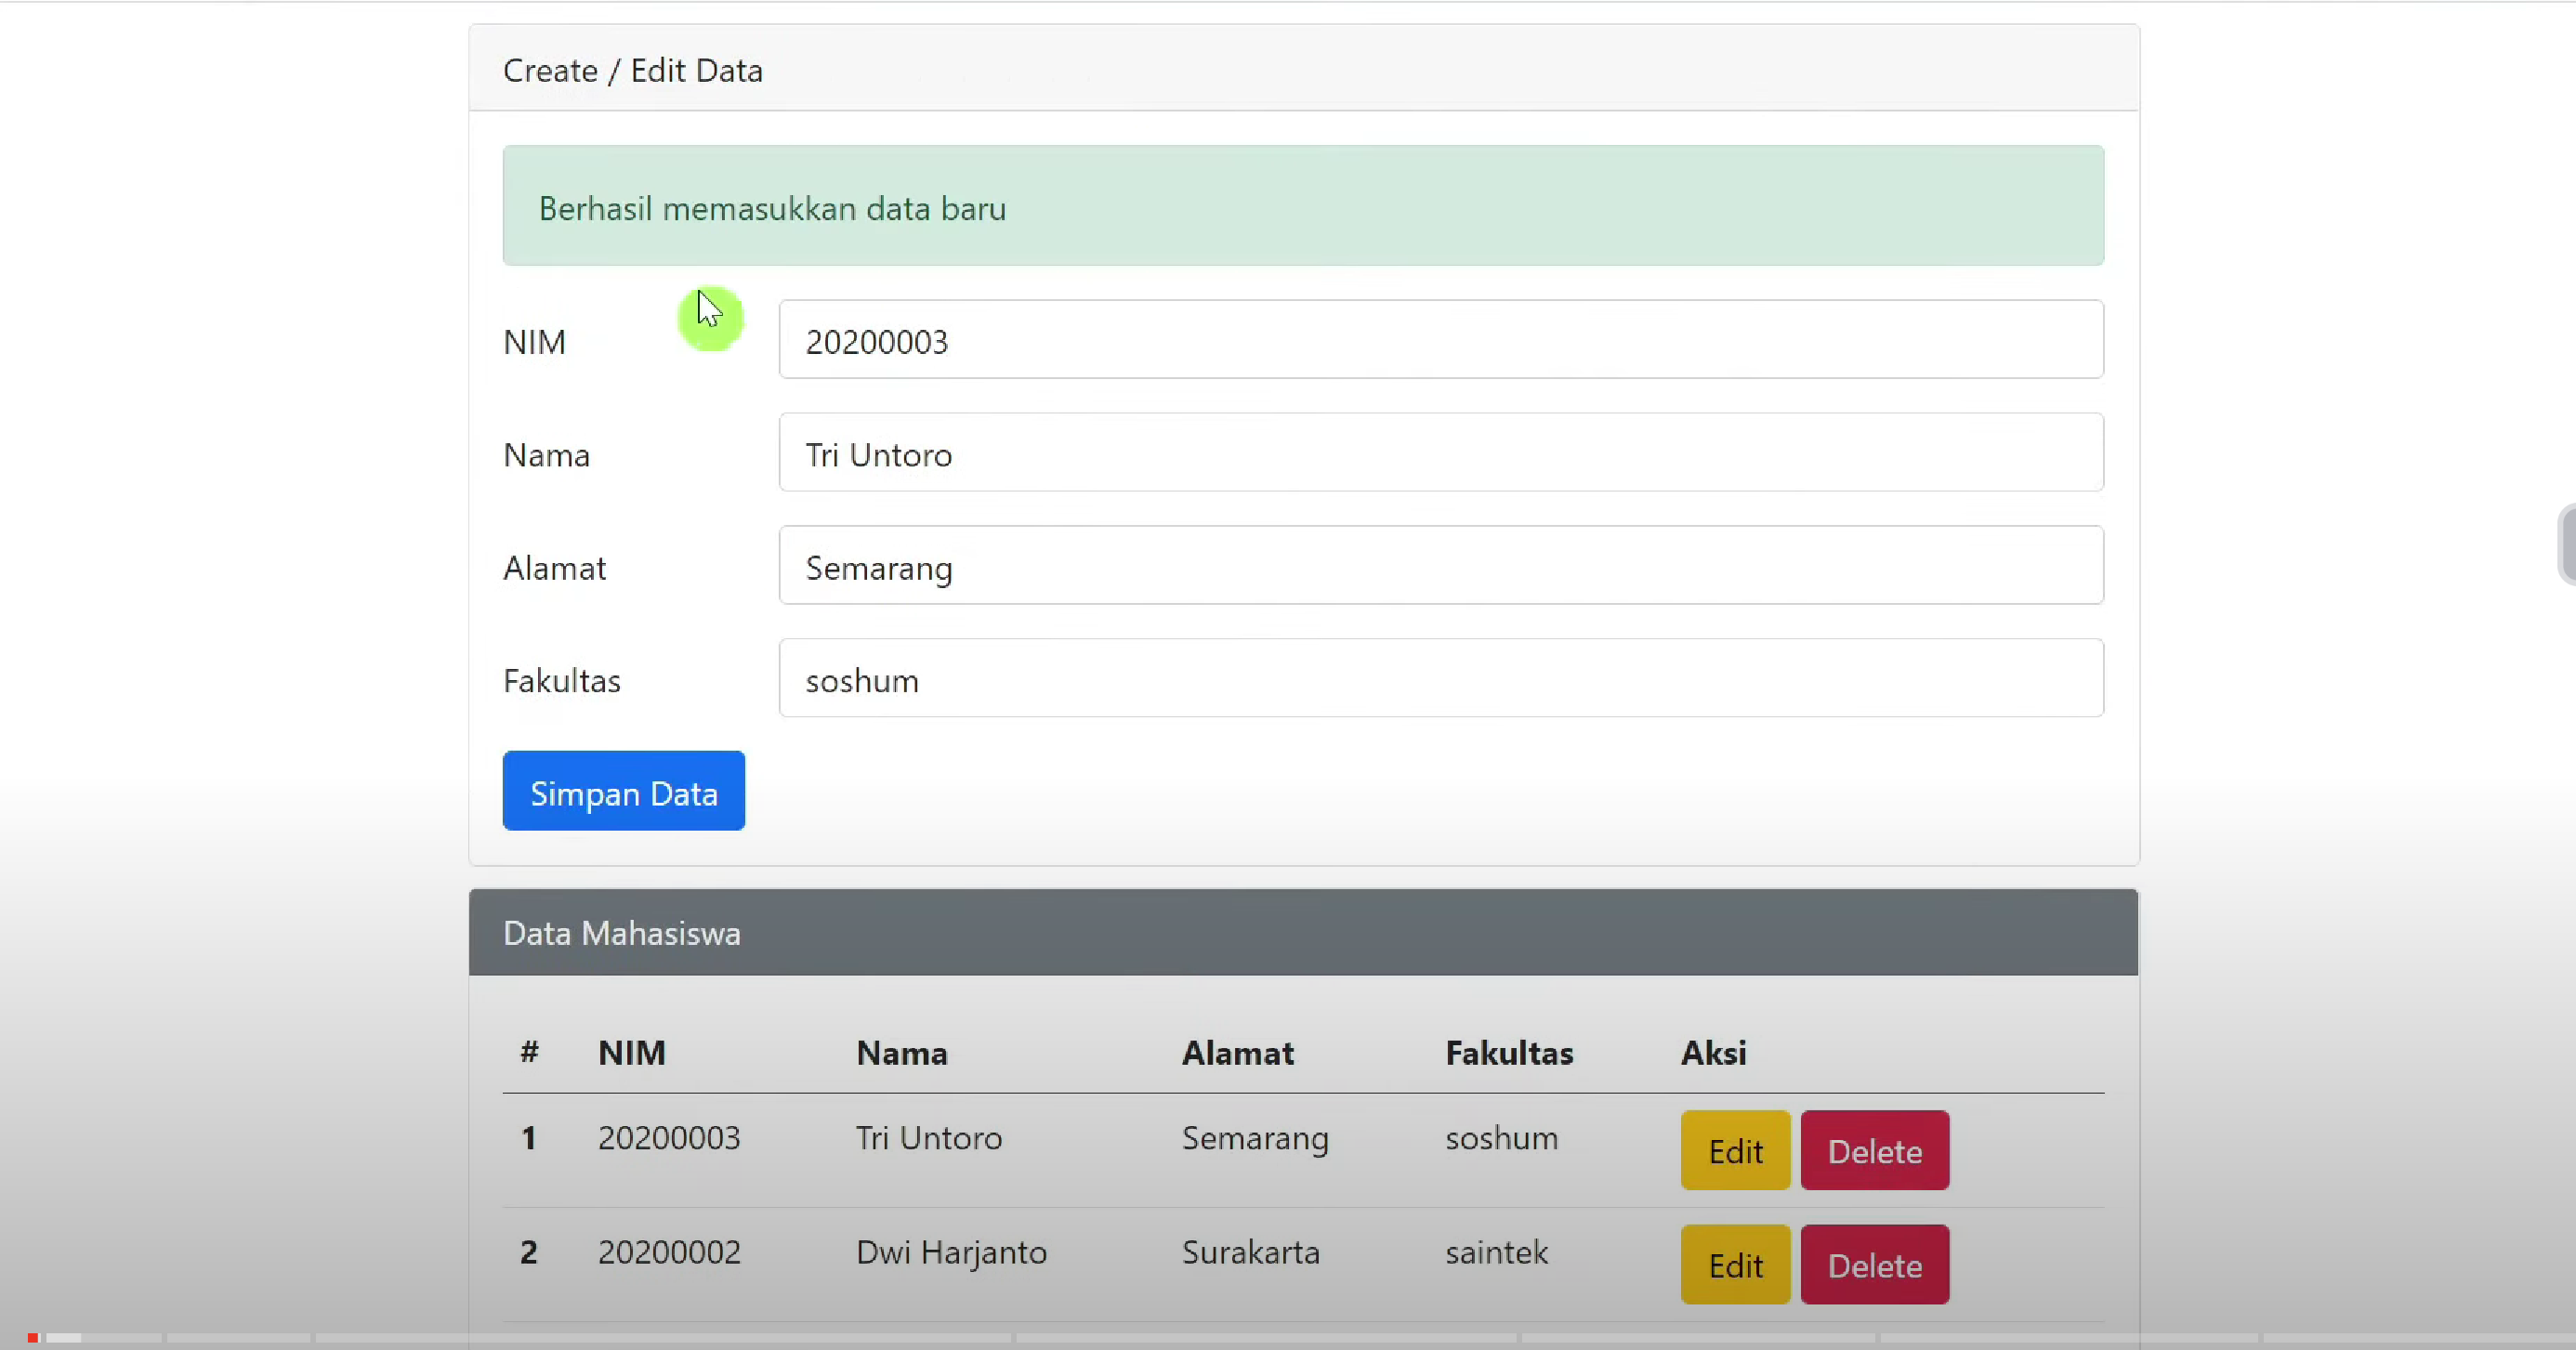 Create / Edit Data
Berhasil memasukkan data baru
NIM 20200003
Nama Tri Untoro
Alamat Semarang
Fakultas soshum
Simpan Data
Data Mahasiswa
# NIM Nama Alamat Fakultas Aksi
1 20200003 Tri Untoro Semarang soshum Edit Delete
2 20200002 Dwi Harjanto Surakarta saintek Edit Delete